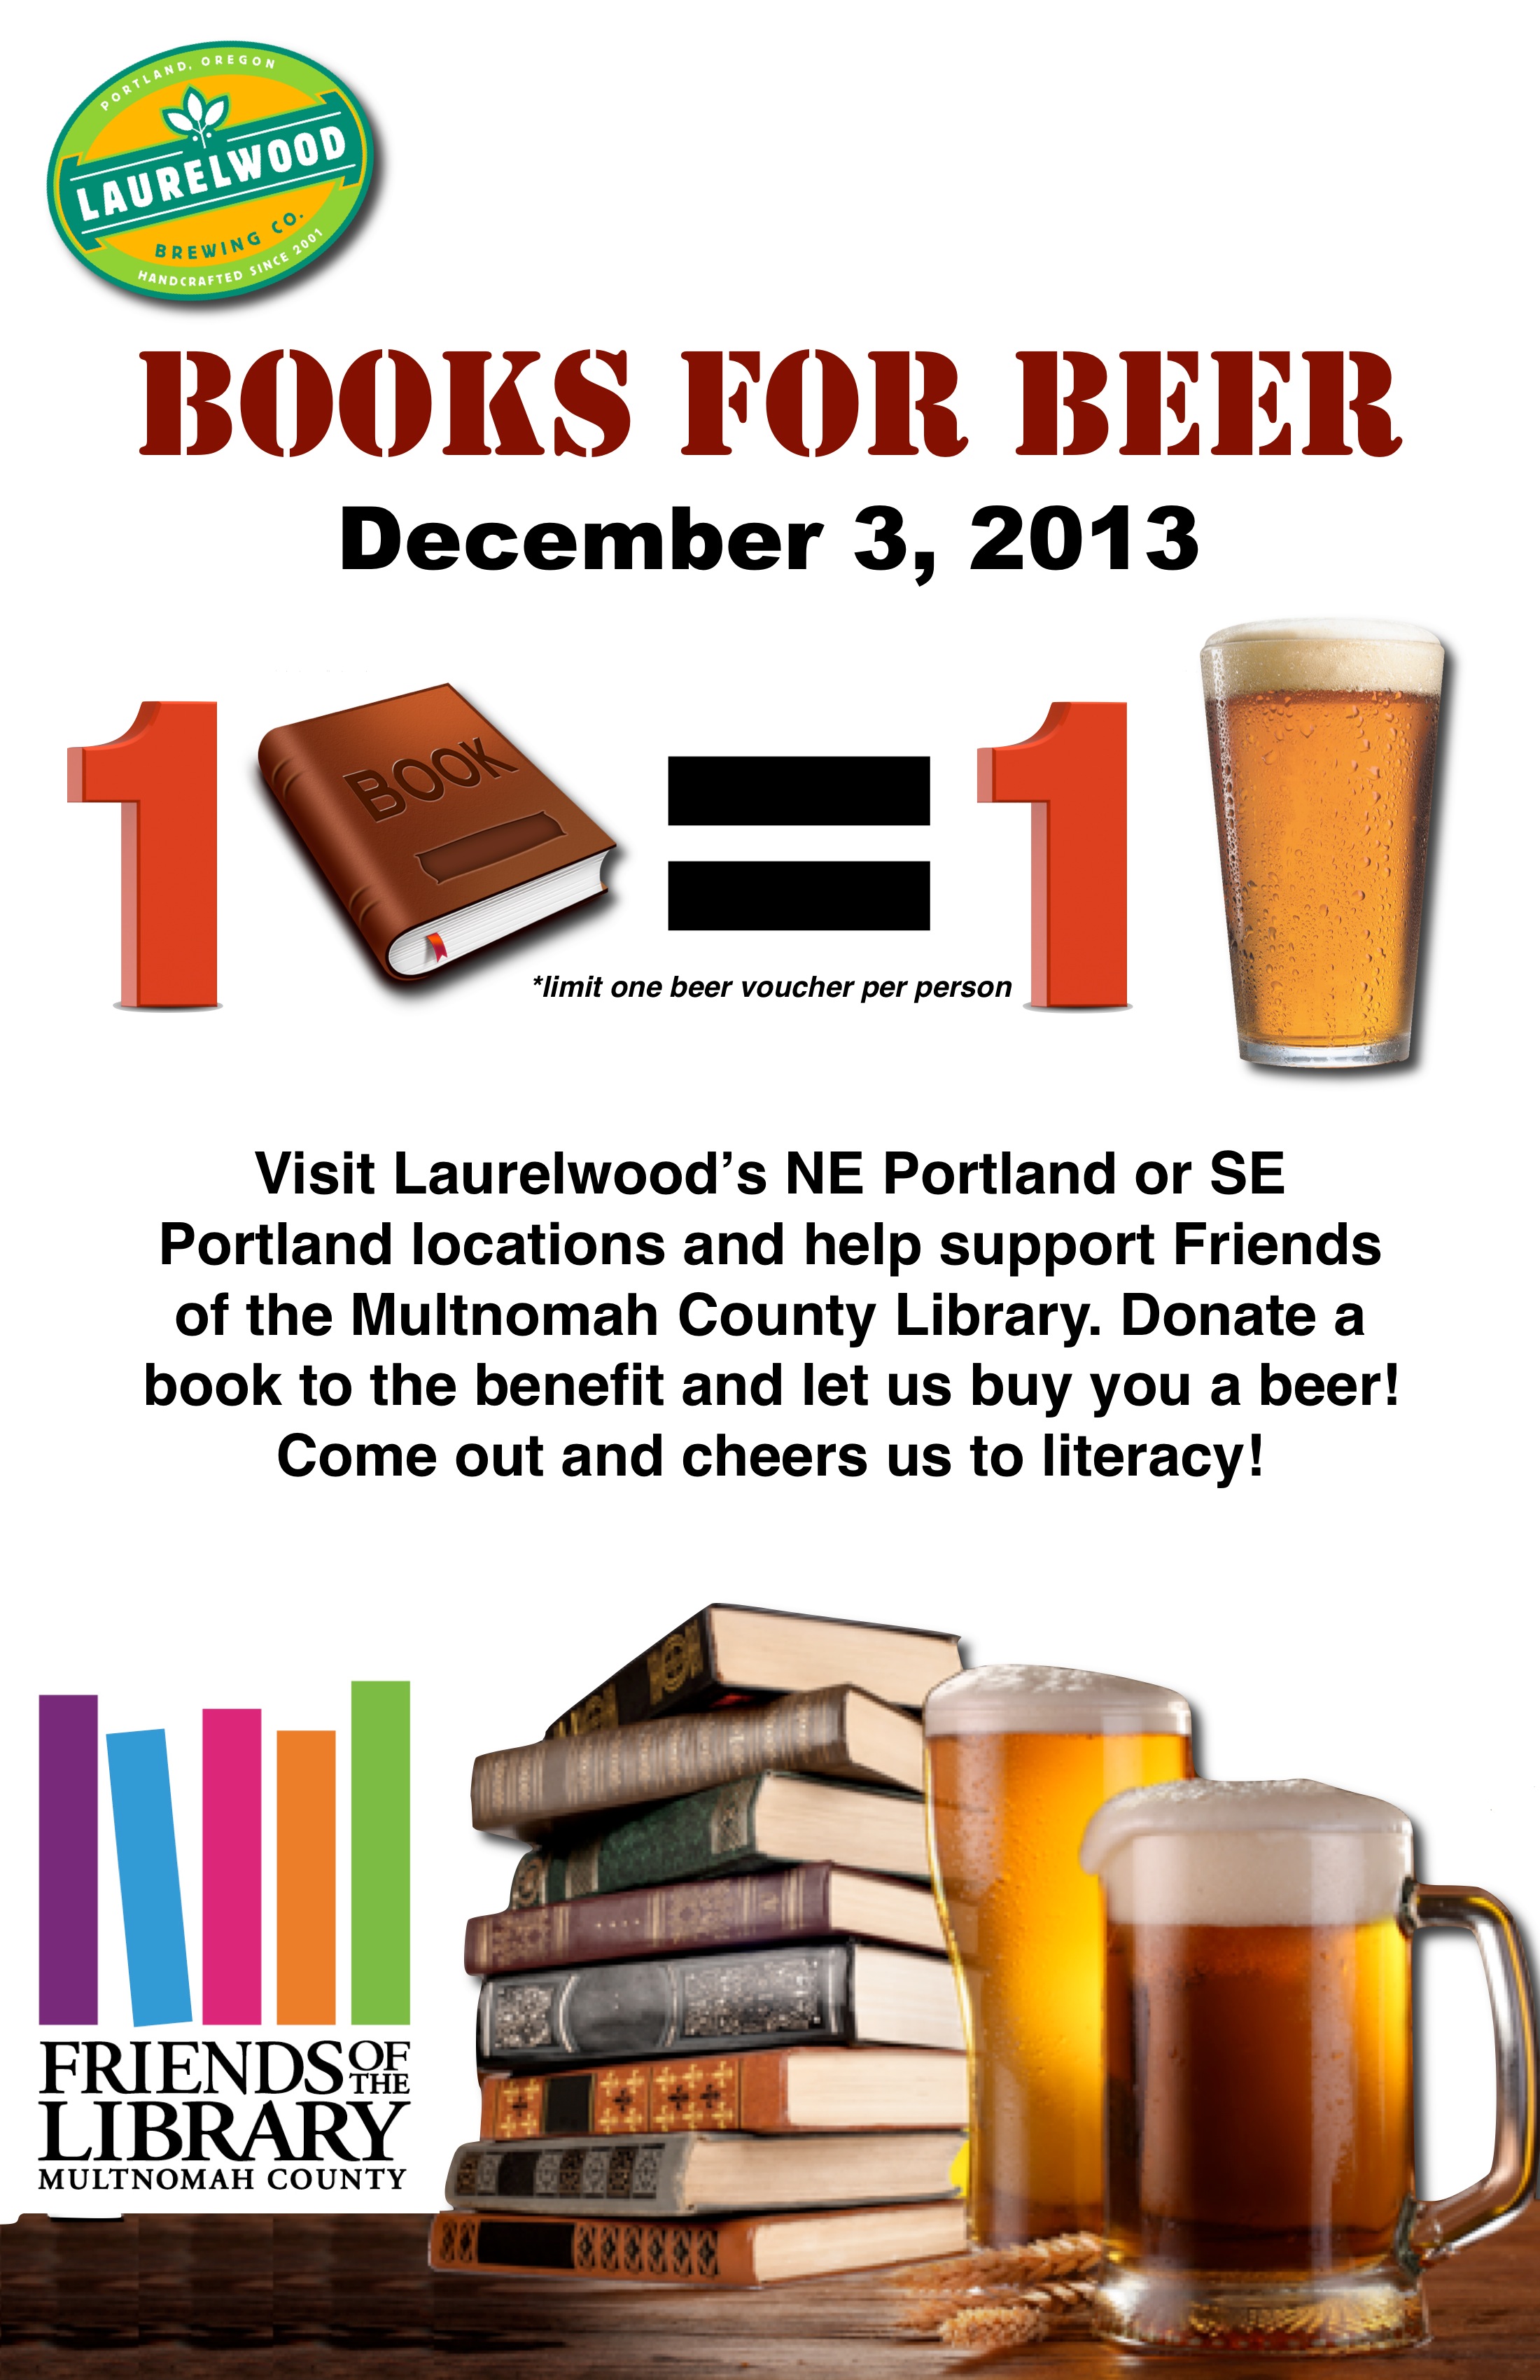 PORTLAND, OREGON
LAURELWOOD
BREWING CO.
HANDCRAFTED SINCE 2001
BOOKS FOR BEER
December 3, 2013
1 BOOK = 1
*limit one beer voucher per person
Visit Laurelwood’s NE Portland or SE
Portland locations and help support Friends
of the Multnomah County Library. Donate a
book to the benefit and let us buy you a beer!
Come out and cheers us to literacy!
FRIENDS OF THE
LIBRARY
MULTNOMAH COUNTY